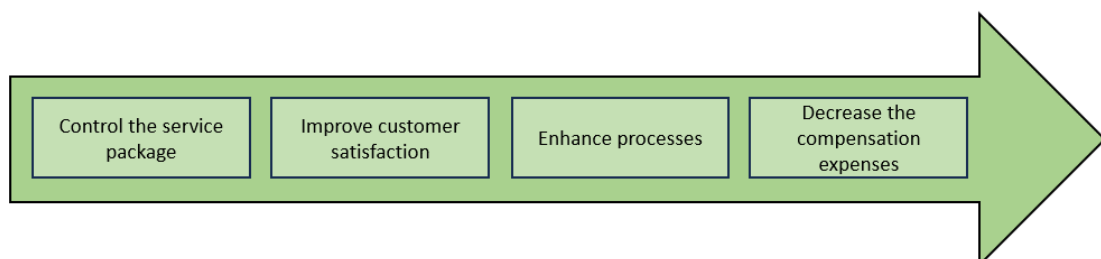 Control the service
package
Improve customer
satisfaction
Enhance processes
Decrease the
compensation
expenses